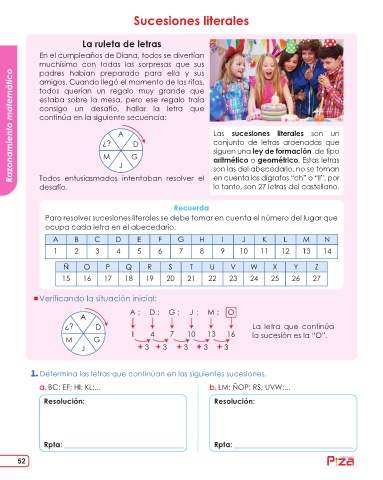 Sucesiones literales
Razonamiento matemático
La ruleta de letras
En el cumpleaños de Diana, todos se divertían
muchísimo con todas las sorpresas que sus
padres habían preparado para ella y sus
amigos. Cuando llegó el momento de las rifas,
todos querían un regalo muy grande que
estaba sobre la mesa, pero ese regalo traía
consigo un desafío, hallar la letra que
continúa en la siguiente secuencia:
A
¿? D
M G
J
Todos entusiasmados intentaban resolver el
desafío.
Las sucesiones literales son un
conjunto de letras ordenadas que
siguen una ley de formación de tipo
aritmético o geométrico. Estas letras
son las del abecedario, no se toman
en cuenta los dígrafos “ch” o “ll”, por
lo tanto, son 27 letras del castellano.
Recuerda
Para resolver sucesiones literales se debe tomar en cuenta el número del lugar que
ocupa cada letra en el abecedario.
A B C D E F G H I J K L M N
1 2 3 4 5 6 7 8 9 10 11 12 13 14
Ñ O P Q R S T U V W X Y Z
15 16 17 18 19 20 21 22 23 24 25 26 27
Verificando la situación inicial:
A
¿? D
M G
J
A ; D ; G ; J ; M ; O
1 4 7 10 13 16
+ 3 + 3 + 3 + 3 + 3
La letra que continúa
la sucesión es la “O”.
1. Determina las letras que continúan en las siguientes sucesiones.
a. BC; EF; HI; KL;...
b. LM; ÑOP; RS; UVW;...
Resolución:
Resolución:
Rpta:
Rpta:
52